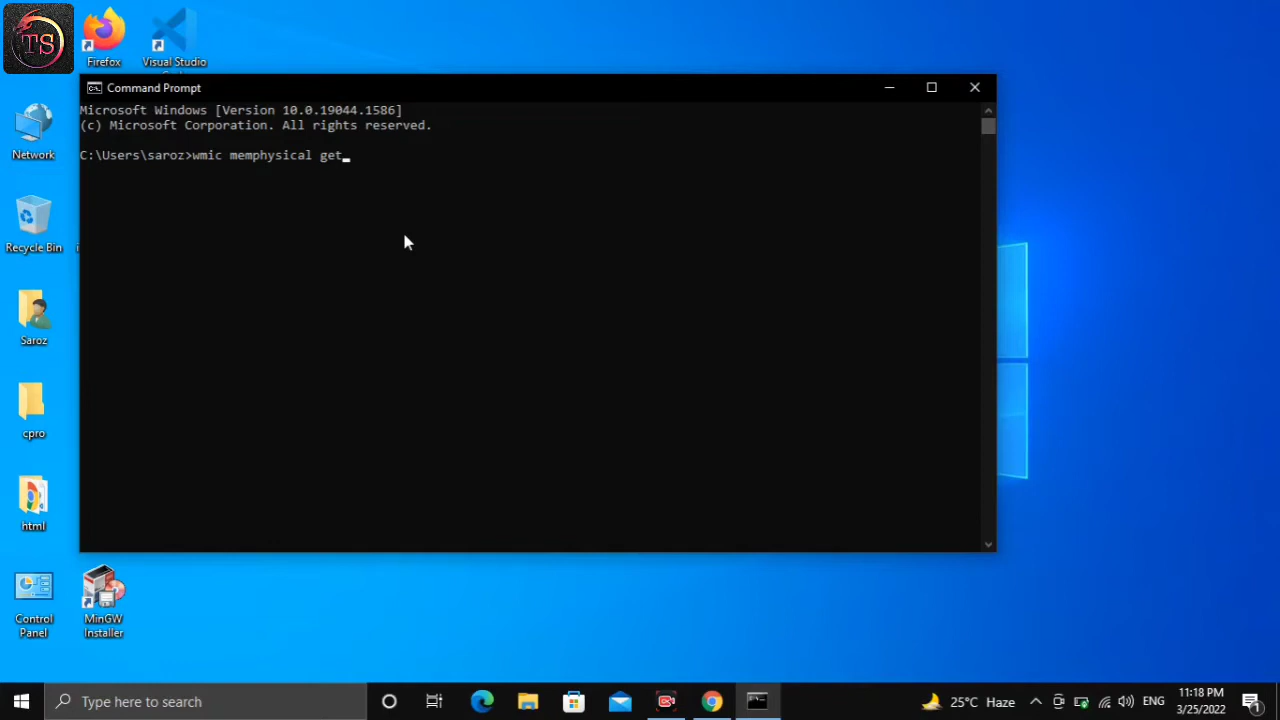 TS
Firefox
Visual Studio
Command Prompt
Microsoft Windows [Version 10.0.19044.1586]
(c) Microsoft Corporation. All rights reserved.
C:\Users\saroz>wmic memphysical get
Network
Recycle Bin
Saroz
cpro
html
Control
Panel
MinGW
Installer
Type here to search
25°C Haze
ENG
11:18 PM
3/25/2022
1